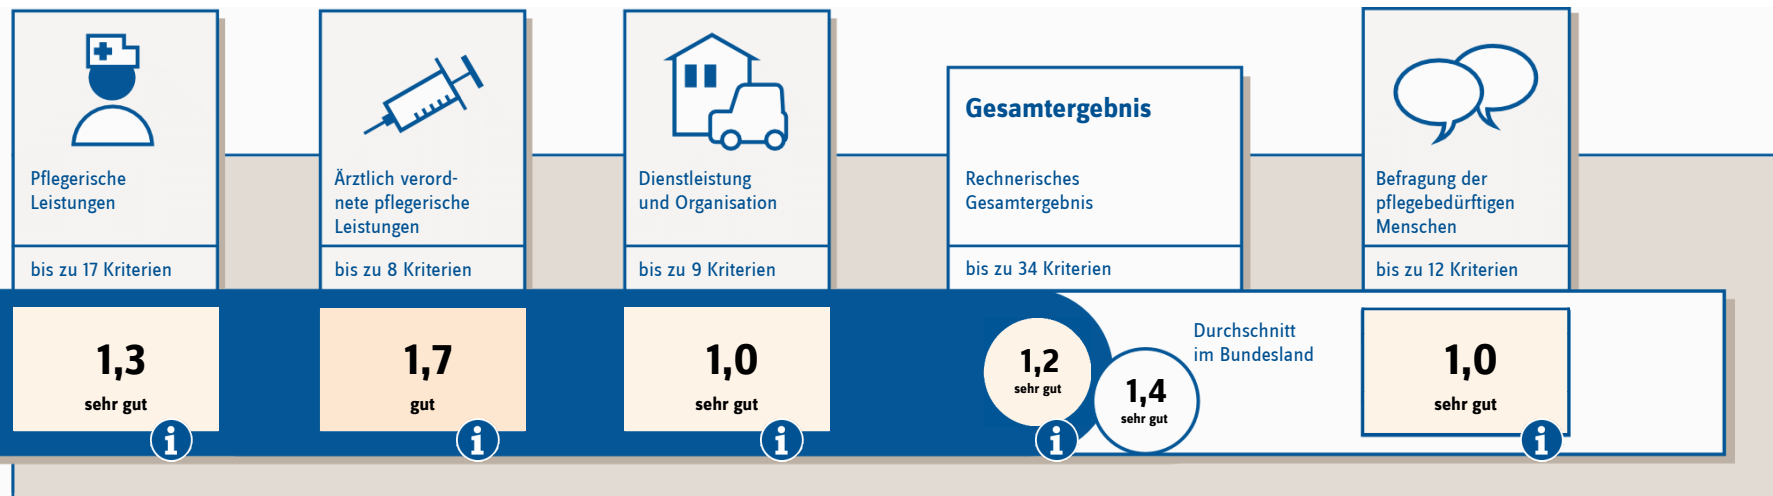 Pflegerische
Leistungen
bis zu 17 Kriterien
1,3
sehr gut
i
Ärztlich verord-
nete pflegerische
Leistungen
bis zu 8 Kriterien
1,7
gut
i
Dienstleistung
und Organisation
bis zu 9 Kriterien
1,0
sehr gut
i
Gesamtergebnis
Rechnerisches
Gesamtergebnis
bis zu 34 Kriterien
1,2
sehr gut
i
1,4
sehr gut
Durchschnitt
im Bundesland
Befragung der
pflegebedürftigen
Menschen
bis zu 12 Kriterien
1,0
sehr gut
i